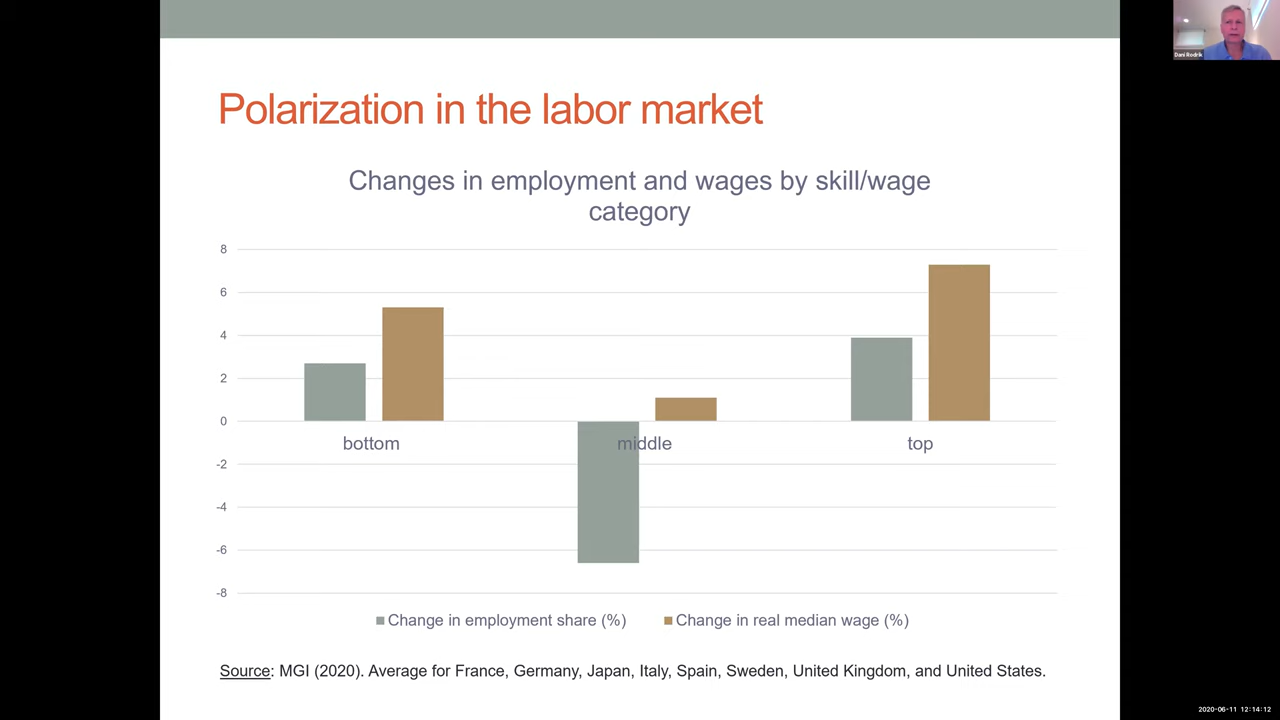 Dani Rodrik
Polarization in the labor market
Changes in employment and wages by skill/wage
category
8
6
4
2
0
-2
-4
-6
-8
bottom
middle
top
Change in employment share (%)
Change in real median wage (%)
Source: MGI (2020). Average for France, Germany, Japan, Italy, Spain, Sweden, United Kingdom, and United States.
2020-06-11 12:14:12